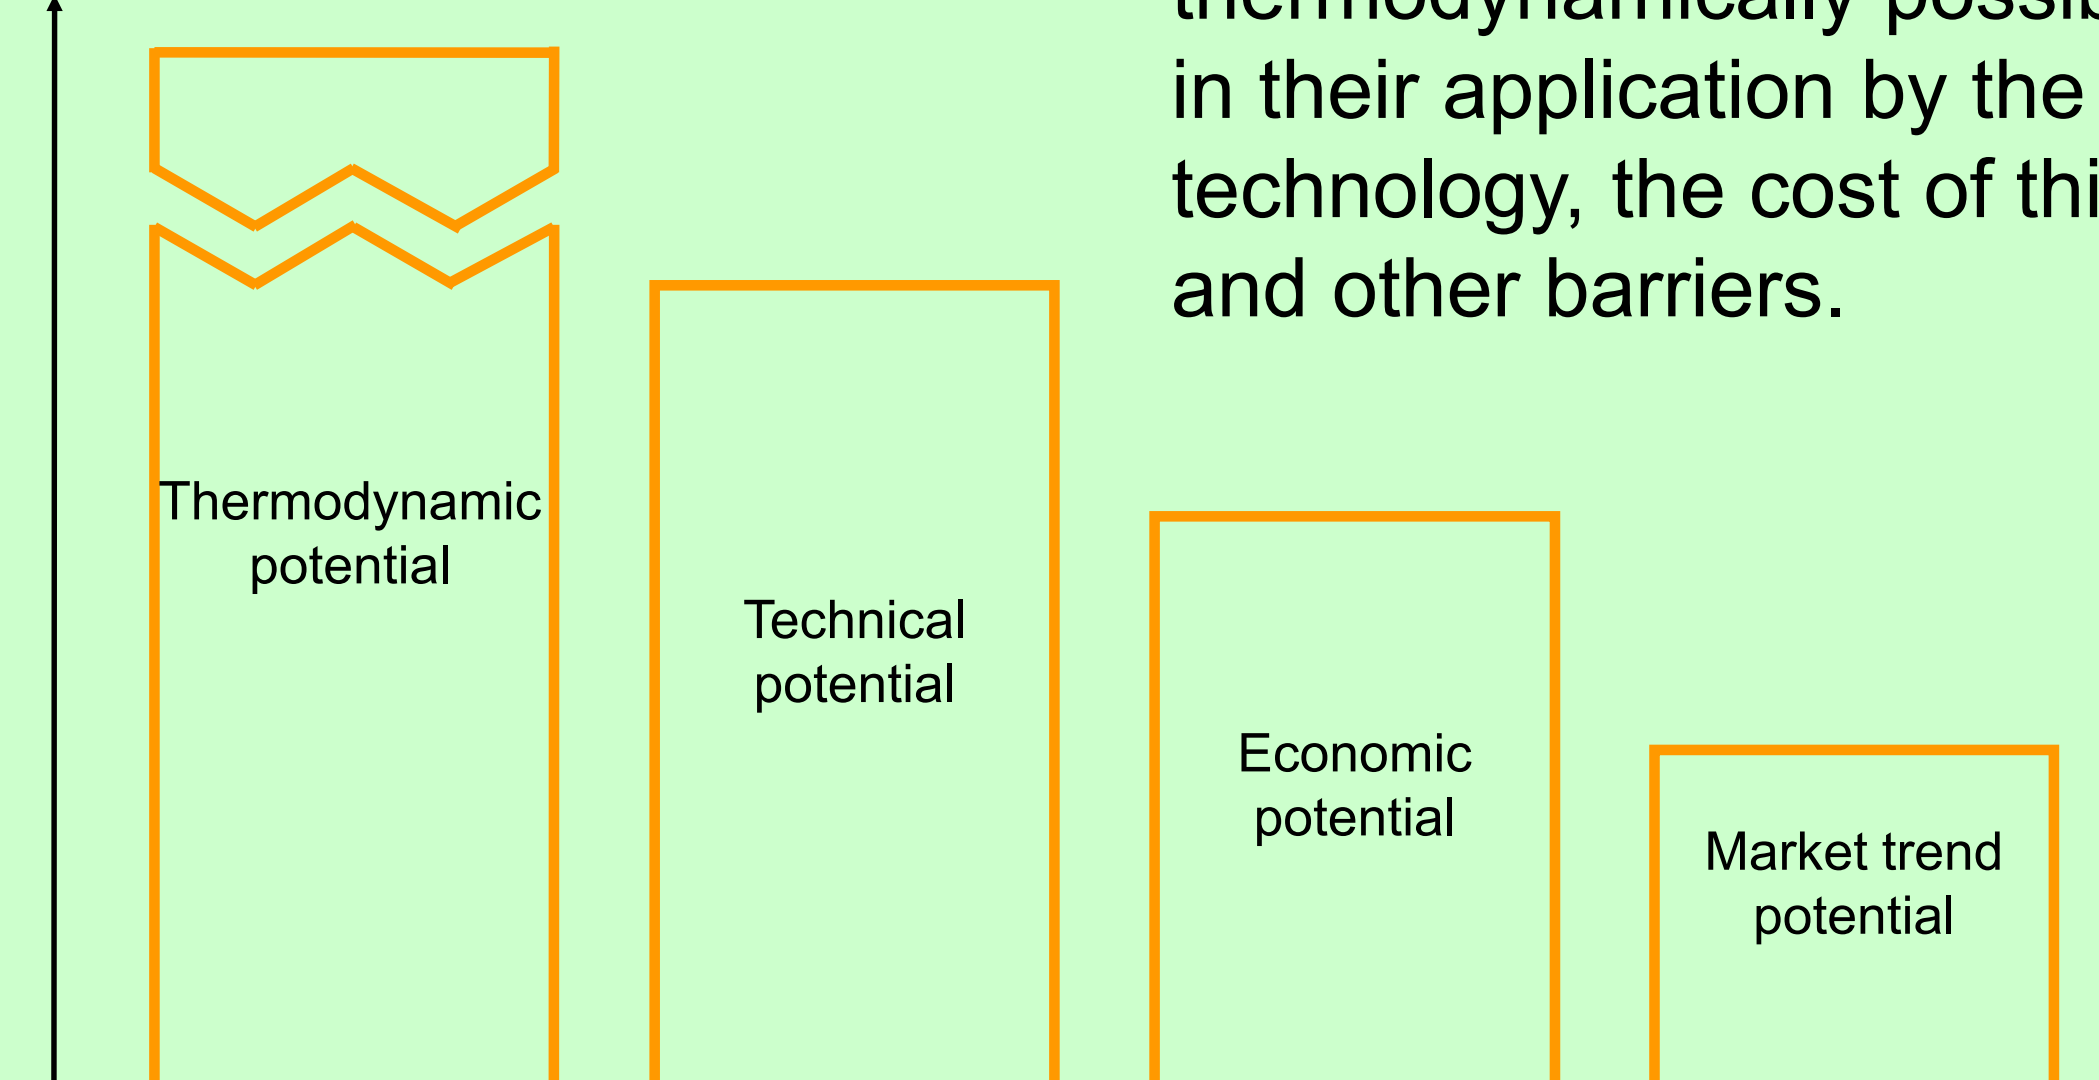 thermodynamically
in their application by the
technology, the cost of
and other barriers.
Thermodynamic
potential
Technical
potential
Economic
potential
Market trend
potential